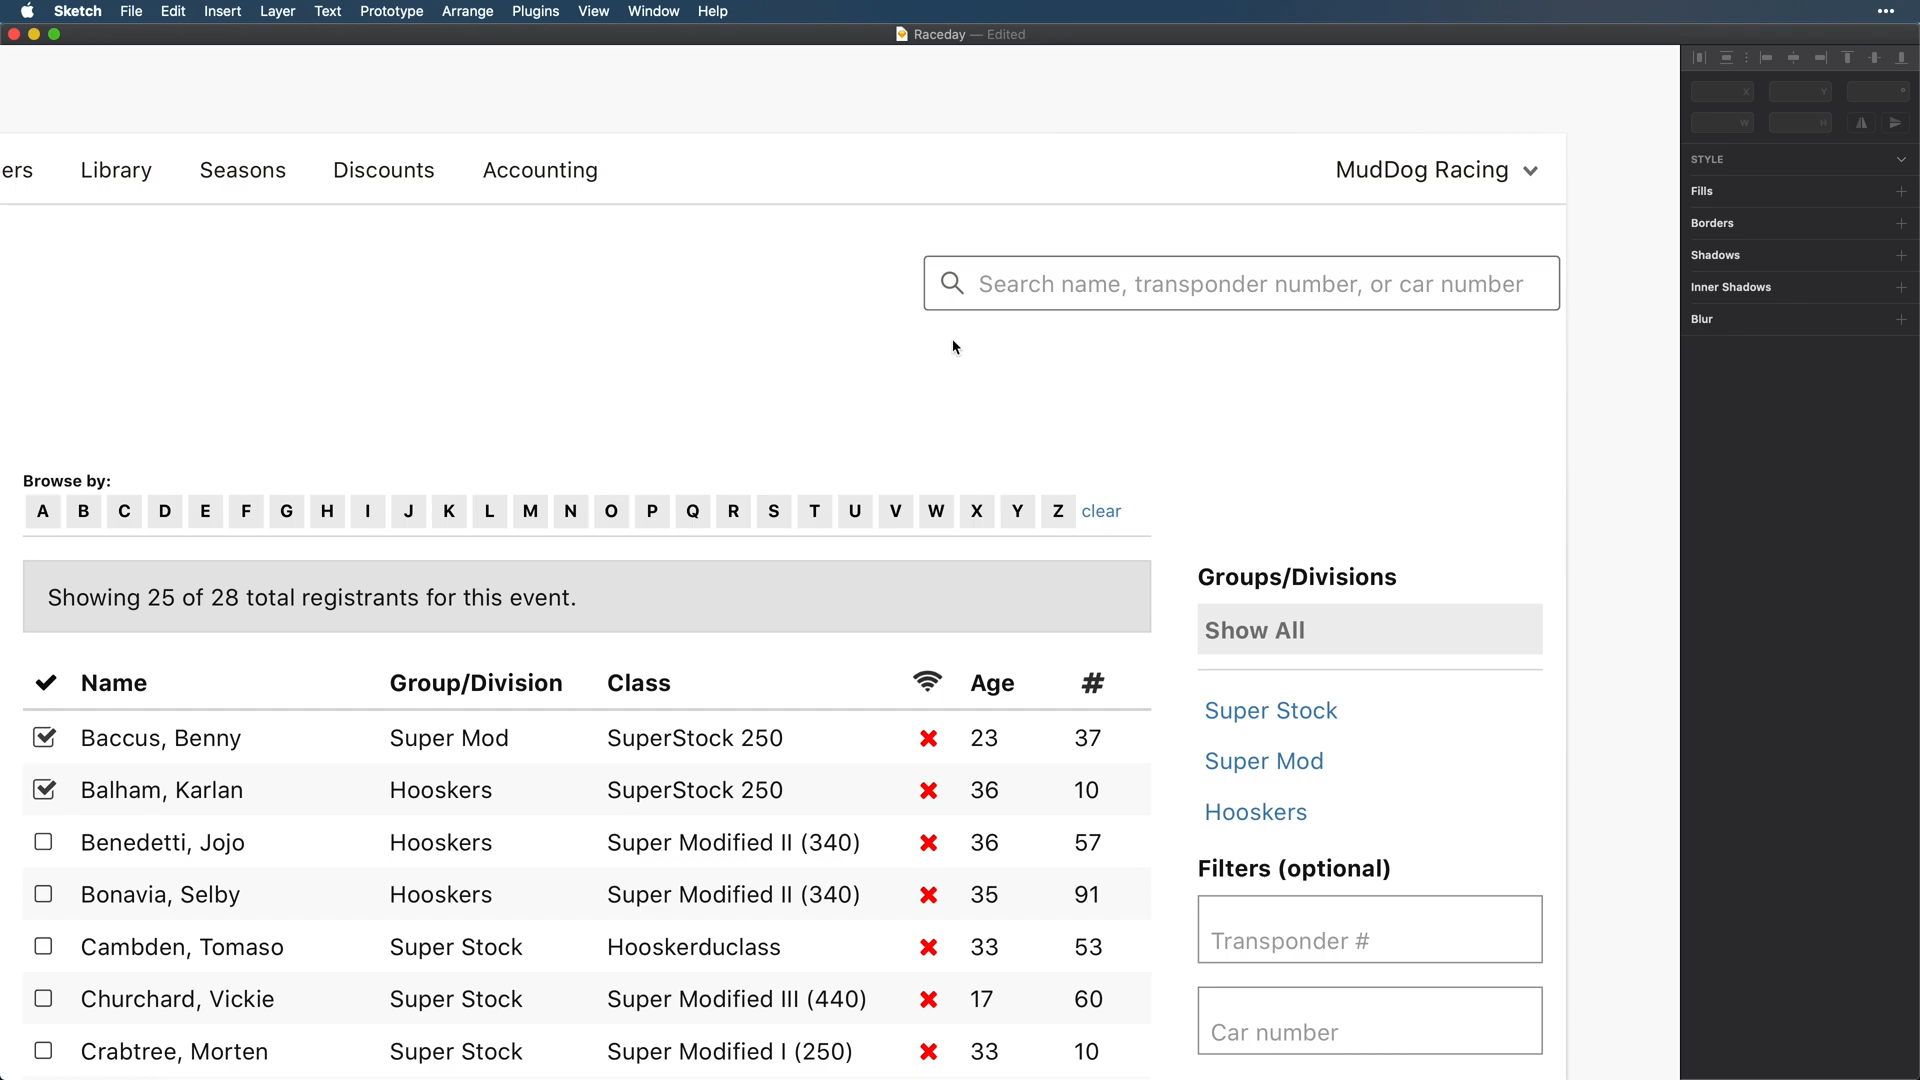 Sketch File Edit Insert Layer Text Prototype Arrange Plugins View Window Help
Raceday — Edited
X Y °
W H
ers Library Seasons Discounts Accounting MudDog Racing
STYLE
Fills
Borders
Shadows
Inner Shadows
Blur
Search name, transponder number, or car number
Browse by:
A B C D E F G H I J K L M N O P Q R S T U V W X Y Z clear
Showing 25 of 28 total registrants for this event.
Name Group/Division Class Age #
Baccus, Benny Super Mod SuperStock 250 23 37
Balham, Karlan Hooskers SuperStock 250 36 10
Benedetti, Jojo Hooskers Super Modified II (340) 36 57
Bonavia, Selby Hooskers Super Modified II (340) 35 91
Cambden, Tomaso Super Stock Hooskerduclass 33 53
Churchard, Vickie Super Stock Super Modified III (440) 17 60
Crabtree, Morten Super Stock Super Modified I (250) 33 10
Groups/Divisions
Show All
Super Stock
Super Mod
Hooskers
Filters (optional)
Transponder #
Car number